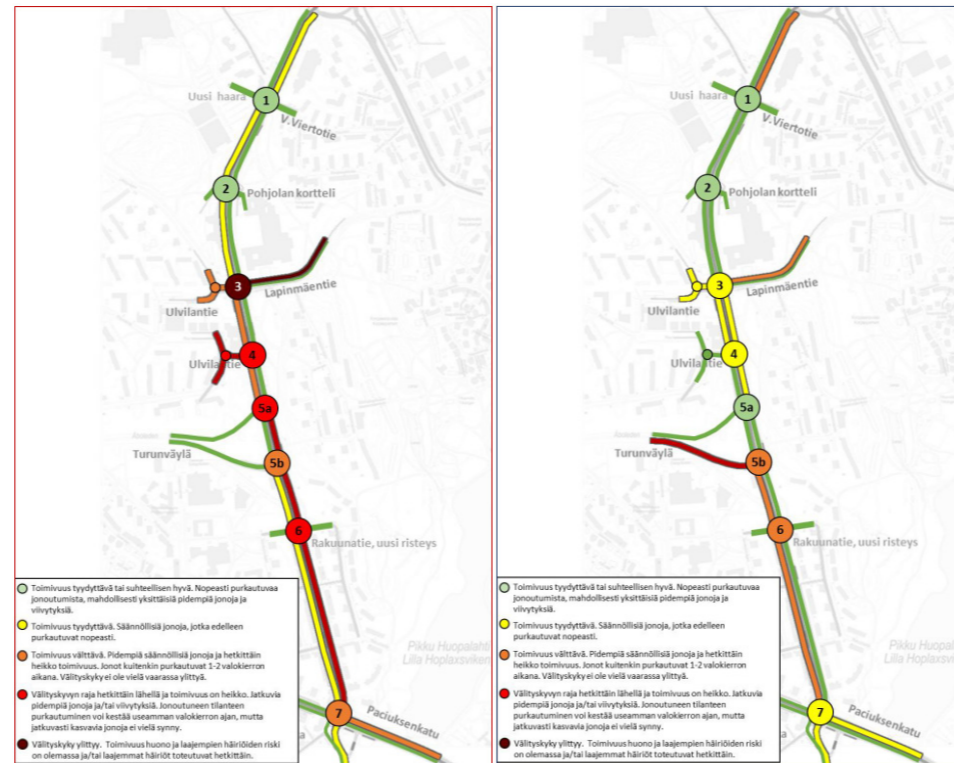 1
Uusi haara
V.Viertotie
2
Pohjolan kortteli
3
Lapinmäentie
Ulvilantie
4
Ulvilantie
5a
Turunväylä
5b
6
Rakuunatie, uusi risteys
Toimivuus tyydyttävä tai suhteellisen hyvä. Nopeasti purkautuvaa
jonoutumista, mahdollisesti yksittäisiä pidempiä jonoja ja
viivytyksiä.
Toimivuus tyydyttävä. Säännöllisiä jonoja, jotka edelleen
purkautuvat nopeasti.
Toimivuus välttävä. Pidempiä säännöllisiä jonoja ja hetkittäin
heikko toimivuus. Jonot kuitenkin purkautuvat 1-2 valokierron
aikana. Välityskyky ei ole vielä vaarassa ylittyä.
Välityskyvyn raja hetkittäin lähellä ja toimivuus on heikko. Jatkuvia
pidempiä jonoja ja/tai viivytyksiä. Jonoutuneen tilanteen
purkautuminen voi kestää useamman valokierron ajan, mutta
jatkuvasti kasvavia jonoja ei vielä synny.
Välityskyky ylittyy. Toimivuus huono ja laajempien häiriöiden riski
on olemassa ja/tai laajemmat häiriöt toteutuvat hetkittäin.
Pikku Huopalahti
Lilla Hoplaxsviken
7
Paciuksenkatu
1
Uusi haara
V.Viertotie
2
Pohjolan kortteli
3
Lapinmäentie
Ulvilantie
4
Ulvilantie
5a
Turunväylä
5b
6
Rakuunatie, uusi risteys
Toimivuus tyydyttävä tai suhteellisen hyvä. Nopeasti purkautuvaa
jonoutumista, mahdollisesti yksittäisiä pidempiä jonoja ja
viivytyksiä.
Toimivuus tyydyttävä. Säännöllisiä jonoja, jotka edelleen
purkautuvat nopeasti.
Toimivuus välttävä. Pidempiä säännöllisiä jonoja ja hetkittäin
heikko toimivuus. Jonot kuitenkin purkautuvat 1-2 valokierron
aikana. Välityskyky ei ole vielä vaarassa ylittyä.
Välityskyvyn raja hetkittäin lähellä ja toimivuus on heikko. Jatkuvia
pidempiä jonoja ja/tai viivytyksiä. Jonoutuneen tilanteen
purkautuminen voi kestää useamman valokierron ajan, mutta
jatkuvasti kasvavia jonoja ei vielä synny.
Välityskyky ylittyy. Toimivuus huono ja laajempien häiriöiden riski
on olemassa ja/tai laajemmat häiriöt toteutuvat hetkittäin.
Pikku Huopalahti
Lilla Hoplaxsviken
7
Paciuksenkatu